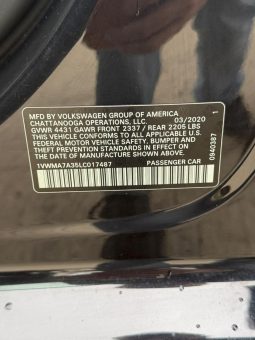 MFD BY VOLKSWAGEN GROUP OF AMERICA
CHATTANOOGA OPERATIONS, LLC. 03/2020
GVWR 4431 GAWR FRONT 2337 / REAR 2205 LBS
THIS VEHICLE CONFORMS TO ALL APPLICABLE U.S.
FEDERAL MOTOR VEHICLE SAFETY, BUMPER AND
THEFT PREVENTION STANDARDS IN EFFECT ON THE
DATE OF MANUFACTURE SHOWN ABOVE.
1VWMA7A35LC017487 PASSENGER CAR
0940387 1